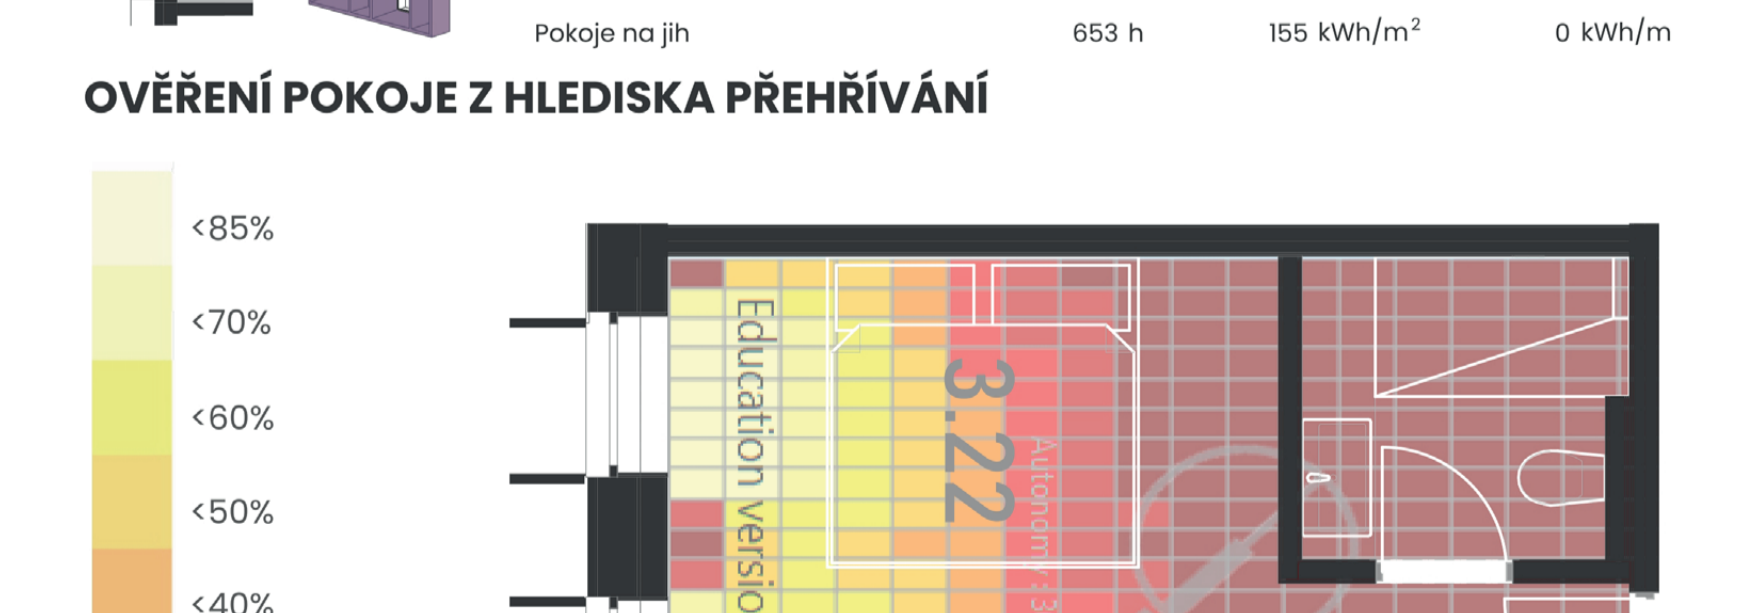 Pokoje na jih 653 h 155 kWh/m² 0 kWh/m
OVĚŘENÍ POKOJE Z HLEDISKA PŘEHŘÍVÁNÍ
<85%
<70%
<60%
<50%
<40%
Education versio
3.22
Autonomy : 3